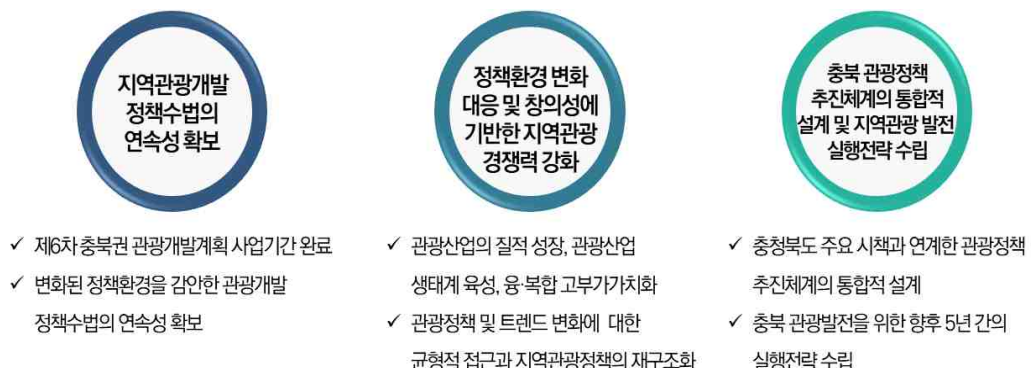 지역관광개발
정책수법의
연속성 확보
정책환경 변화
대응 및 창의성에
기반한 지역관광
경쟁력 강화
충북 관광정책
추진체계의 통합적
설계 및 지역관광 발전
실행전략 수립
✓ 제6차 충북권 관광개발계획 사업기간 완료
✓ 변화된 정책환경을 감안한 관광개발
정책수법의 연속성 확보
✓ 관광산업의 질적 성장, 관광산업
생태계 육성, 융·복합 고부가가치화
✓ 관광정책 및 트렌드 변화에 대한
균형적 접근과 지역관광정책의 재구조화
✓ 충청북도 주요 시책과 연계한 관광정책
추진체계의 통합적 설계
✓ 충북 관광발전을 위한 향후 5년 간의
실행전략 수립